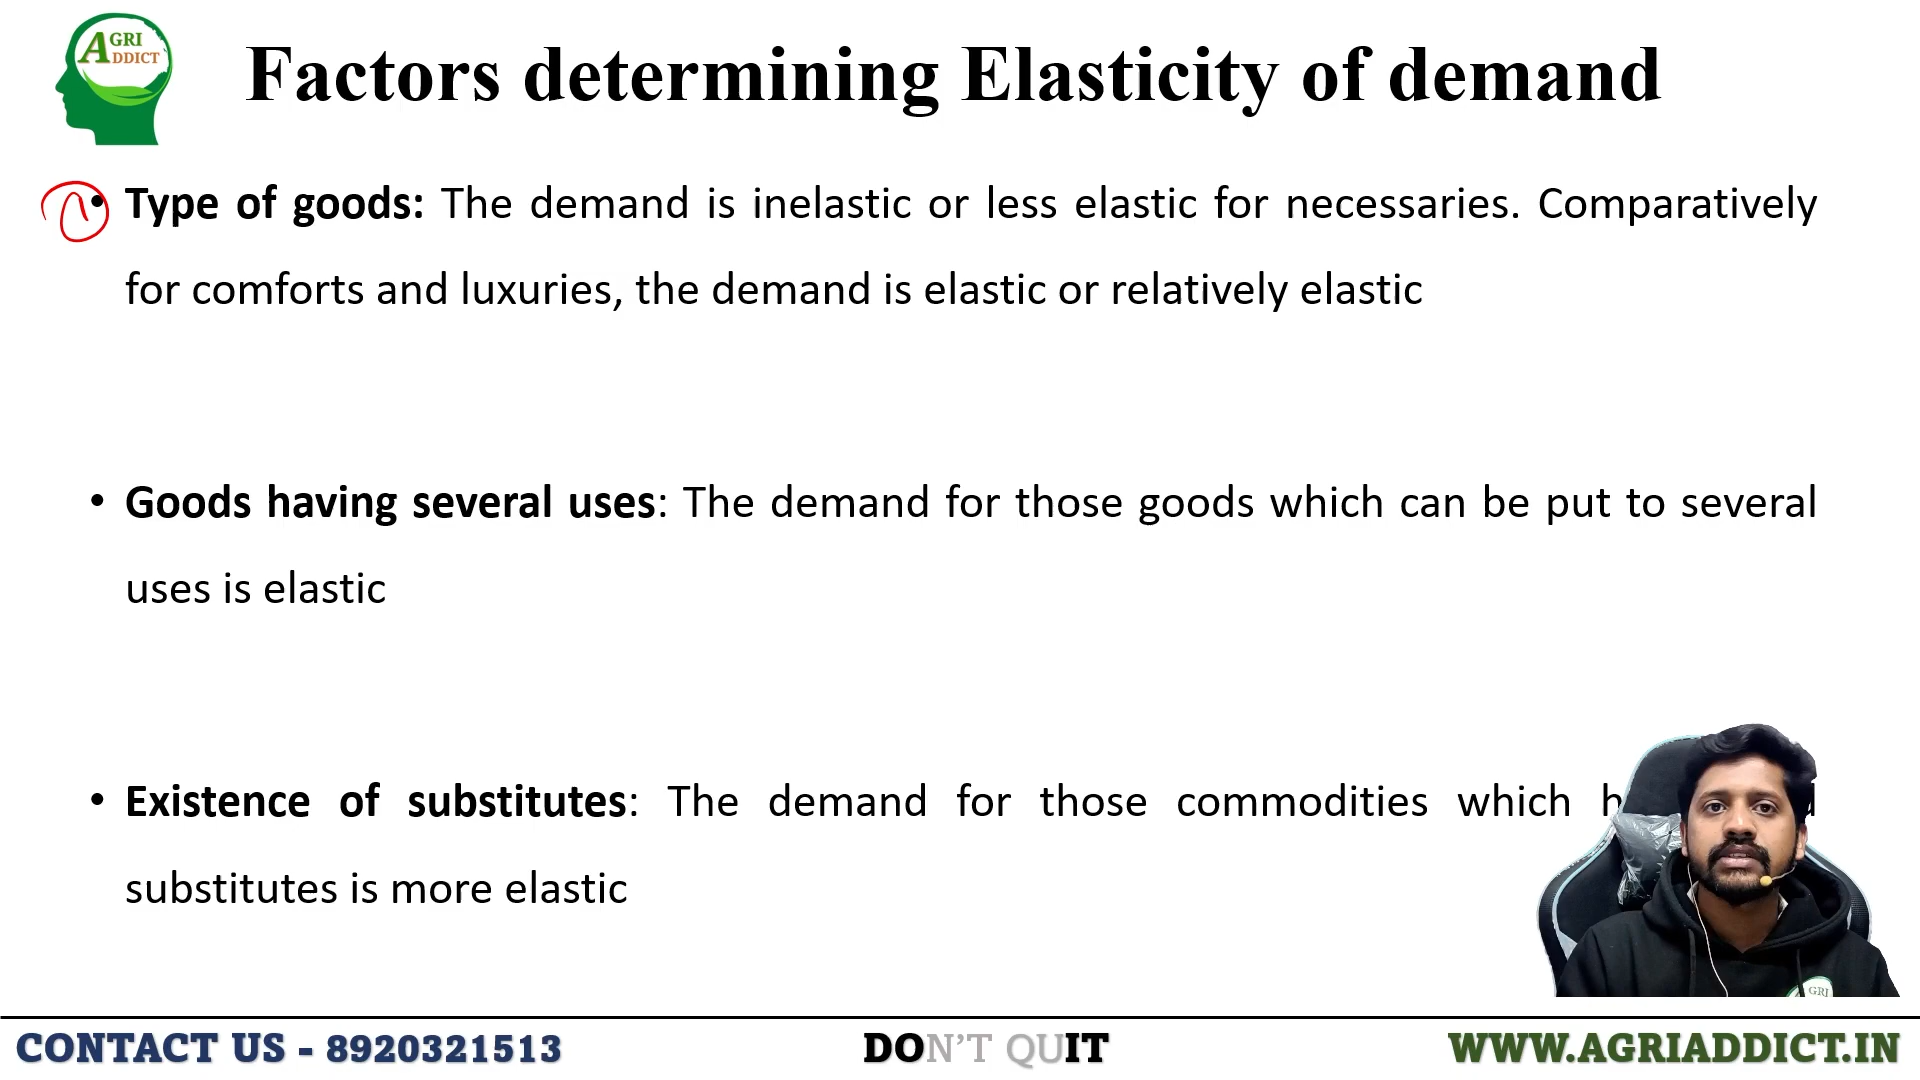 AGRI
ADDICT
Factors determining Elasticity of demand
• Type of goods: The demand is inelastic or less elastic for necessaries. Comparatively
for comforts and luxuries, the demand is elastic or relatively elastic
• Goods having several uses: The demand for those goods which can be put to several
uses is elastic
• Existence of substitutes: The demand for those commodities which
substitutes is more elastic
GRI
CONTACT US - 8920321513
DON'T QUIT
WWW.AGRIADDICT.IN